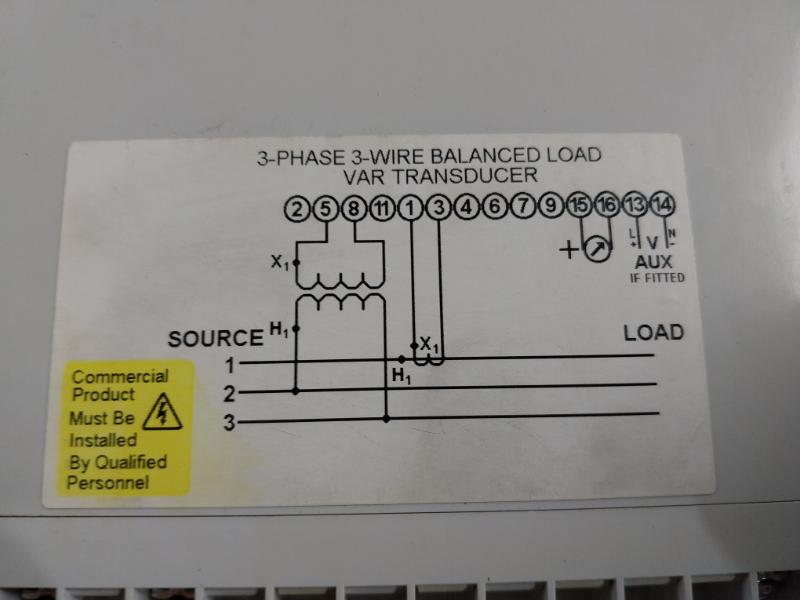 3-PHASE 3-WIRE BALANCED LOAD
VAR TRANSDUCER
2 5 8 11 1 3 4 6 7 9 15 16 13 14
+ L + V N -
AUX
IF FITTED
X1
H1
SOURCE
LOAD
X1
H1
1
2
3
Commercial
Product
Must Be
Installed
By Qualified
Personnel